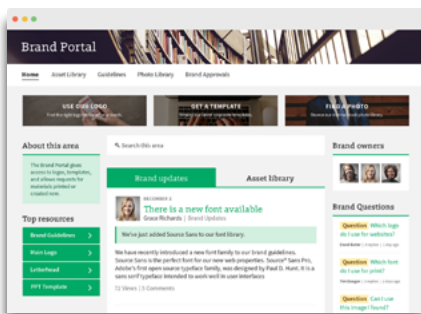 Brand Portal
Home Asset Library Guidelines Photo Library Brand Approvals
USE OUR LOGO
GET A TEMPLATE
FIND A PHOTO
About this area
The Brand Portal gives
access to logos, templates,
and allows requests for
materials printed or
created new.
Top resources
Brand Guidelines
Main Logo
Letterhead
PPT Template
Search this area
Brand updates
Asset library
DECEMBER 2
There is a new font available
Grace Richards | Brand Updates
We've just added Source Sans to our font library.
We have recently introduced a new font family to our brand guidelines.
Source Sans is the perfect font for our new web properties. Source® Sans Pro,
Adobe's first open source typeface family, was designed by Paul D. Hunt. It is a
sans serif typeface intended to work well in user interfaces
72 Views | 5 Comments
Brand owners
Brand Questions
Question Which logo
do I use for websites?
Question Which font
do I use for print?
Question Can I use
this image I found?